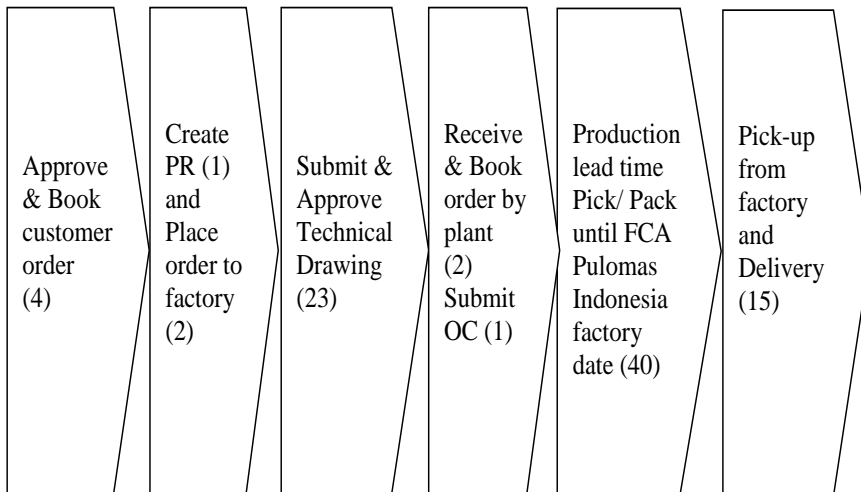 Approve
& Book
customer
order
(4)
Create
PR (1)
and
Place
order to
factory
(2)
Submit &
Approve
Technical
Drawing
(23)
Receive
& Book
order by
plant
(2)
Submit
OC (1)
Production
lead time
Pick/ Pack
until FCA
Pulomas
Indonesia
factory
date (40)
Pick-up
from
factory
and
Delivery
(15)